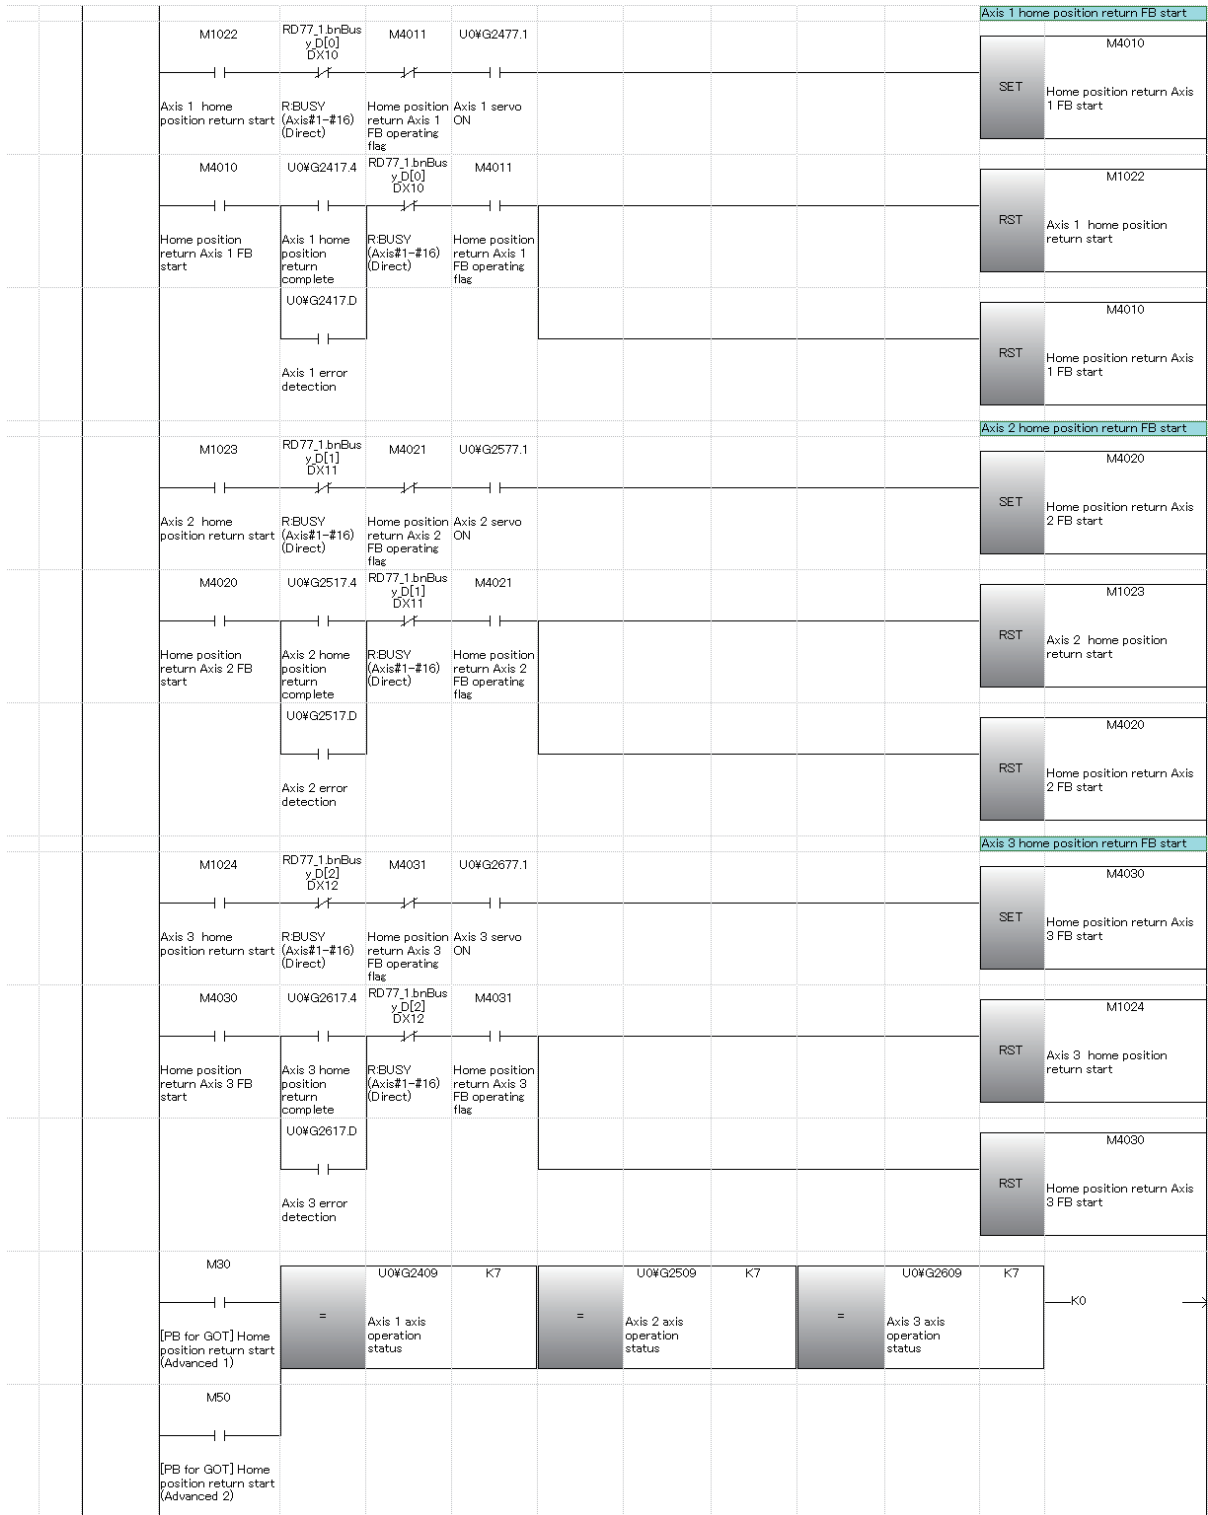 Axis 1 home position return FB start
M1022
RD77_1.bnBus
y_D[0]
DX10
M4011
U0¥G2477.1
M4010
SET
Axis 1  home
position return start
R:BUSY
(Axis#1-#16)
(Direct)
Home position
return Axis 1
FB operating
flag
Axis 1 servo
ON
Home position return Axis
1 FB start
M4010
U0¥G2417.4
RD77_1.bnBus
y_D[0]
DX10
M4011
M1022
RST
Home position
return Axis 1 FB
start
Axis 1 home
position
return
complete
R:BUSY
(Axis#1-#16)
(Direct)
Home position
return Axis 1
FB operating
flag
Axis 1  home position
return start
U0¥G2417.D
M4010
RST
Axis 1 error
detection
Home position return Axis
1 FB start
Axis 2 home position return FB start
M1023
RD77_1.bnBus
y_D[1]
DX11
M4021
U0¥G2577.1
M4020
SET
Axis 2  home
position return start
R:BUSY
(Axis#1-#16)
(Direct)
Home position
return Axis 2
FB operating
flag
Axis 2 servo
ON
Home position return Axis
2 FB start
M4020
U0¥G2517.4
RD77_1.bnBus
y_D[1]
DX11
M4021
M1023
RST
Home position
return Axis 2 FB
start
Axis 2 home
position
return
complete
R:BUSY
(Axis#1-#16)
(Direct)
Home position
return Axis 2
FB operating
flag
Axis 2  home position
return start
U0¥G2517.D
M4020
RST
Axis 2 error
detection
Home position return Axis
2 FB start
Axis 3 home position return FB start
M1024
RD77_1.bnBus
y_D[2]
DX12
M4031
U0¥G2677.1
M4030
SET
Axis 3  home
position return start
R:BUSY
(Axis#1-#16)
(Direct)
Home position
return Axis 3
FB operating
flag
Axis 3 servo
ON
Home position return Axis
3 FB start
M4030
U0¥G2617.4
RD77_1.bnBus
y_D[2]
DX12
M4031
M1024
RST
Home position
return Axis 3 FB
start
Axis 3 home
position
return
complete
R:BUSY
(Axis#1-#16)
(Direct)
Home position
return Axis 3
FB operating
flag
Axis 3  home position
return start
U0¥G2617.D
M4030
RST
Axis 3 error
detection
Home position return Axis
3 FB start
M30
U0¥G2409 K7
U0¥G2509 K7
U0¥G2609 K7
=
=
=
K0
[PB for GOT] Home
position return start
(Advanced 1)
Axis 1 axis
operation
status
Axis 2 axis
operation
status
Axis 3 axis
operation
status
M50
[PB for GOT] Home
position return start
(Advanced 2)